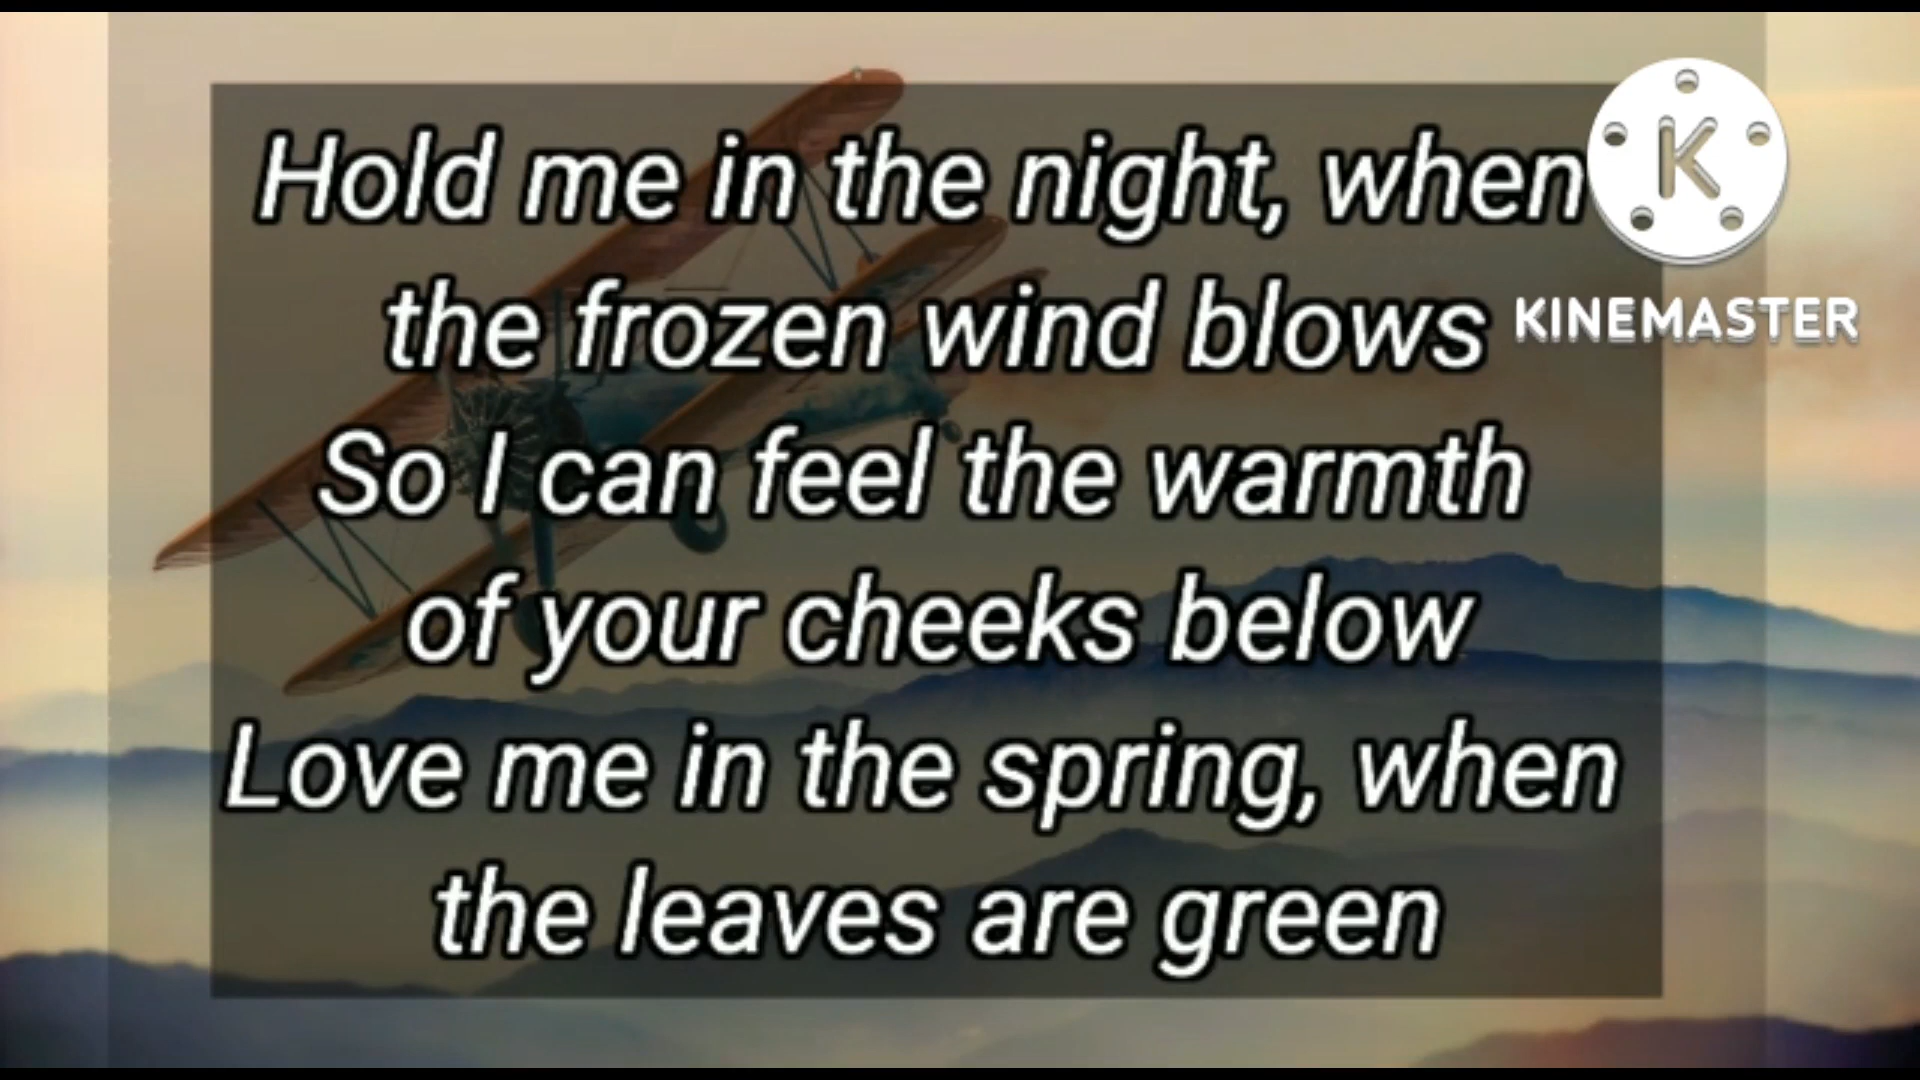 Hold me in the night, when
the frozen wind blows
So I can feel the warmth
of your cheeks below
Love me in the spring, when
the leaves are green
K
KINEMASTER